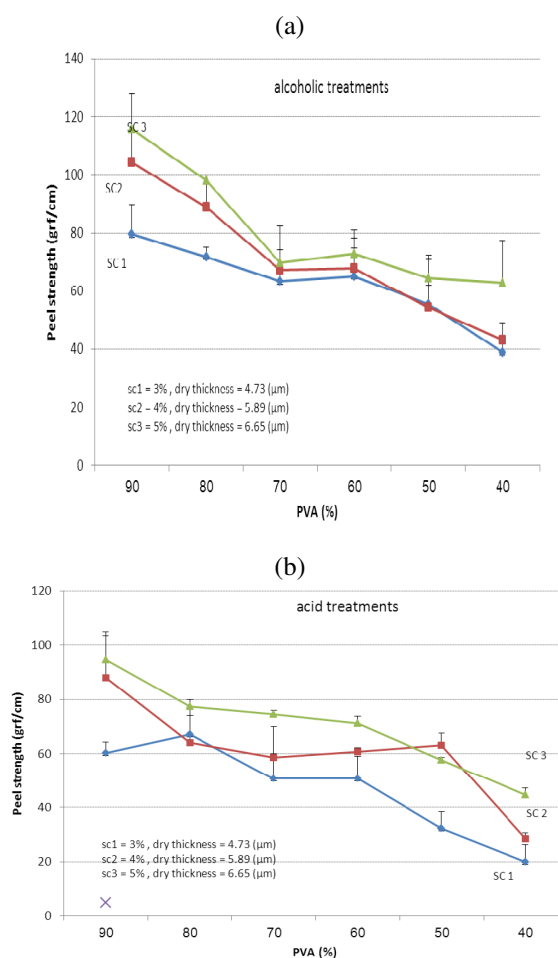 (a)
alcoholic treatments
Peel strength (grf/cm)
140
120
100
80
60
40
20
0
SC 3
SC2
SC 1
sc1 = 3% , dry thickness = 4.73 (µm)
sc2 – 4% , dry thickness – 5.89 (µm)
sc3 = 5% , dry thickness = 6.65 (µm)
90 80 70 60 50 40
PVA (%)
(b)
acid treatments
Peel strength (grf/cm)
120
100
80
60
40
20
0
SC 3
SC 2
SC 1
sc1 = 3% , dry thickness = 4.73 (µm)
sc2 = 4% , dry thickness = 5.89 (µm)
sc3 = 5% , dry thickness = 6.65 (µm)
90 80 70 60 50 40
PVA (%)